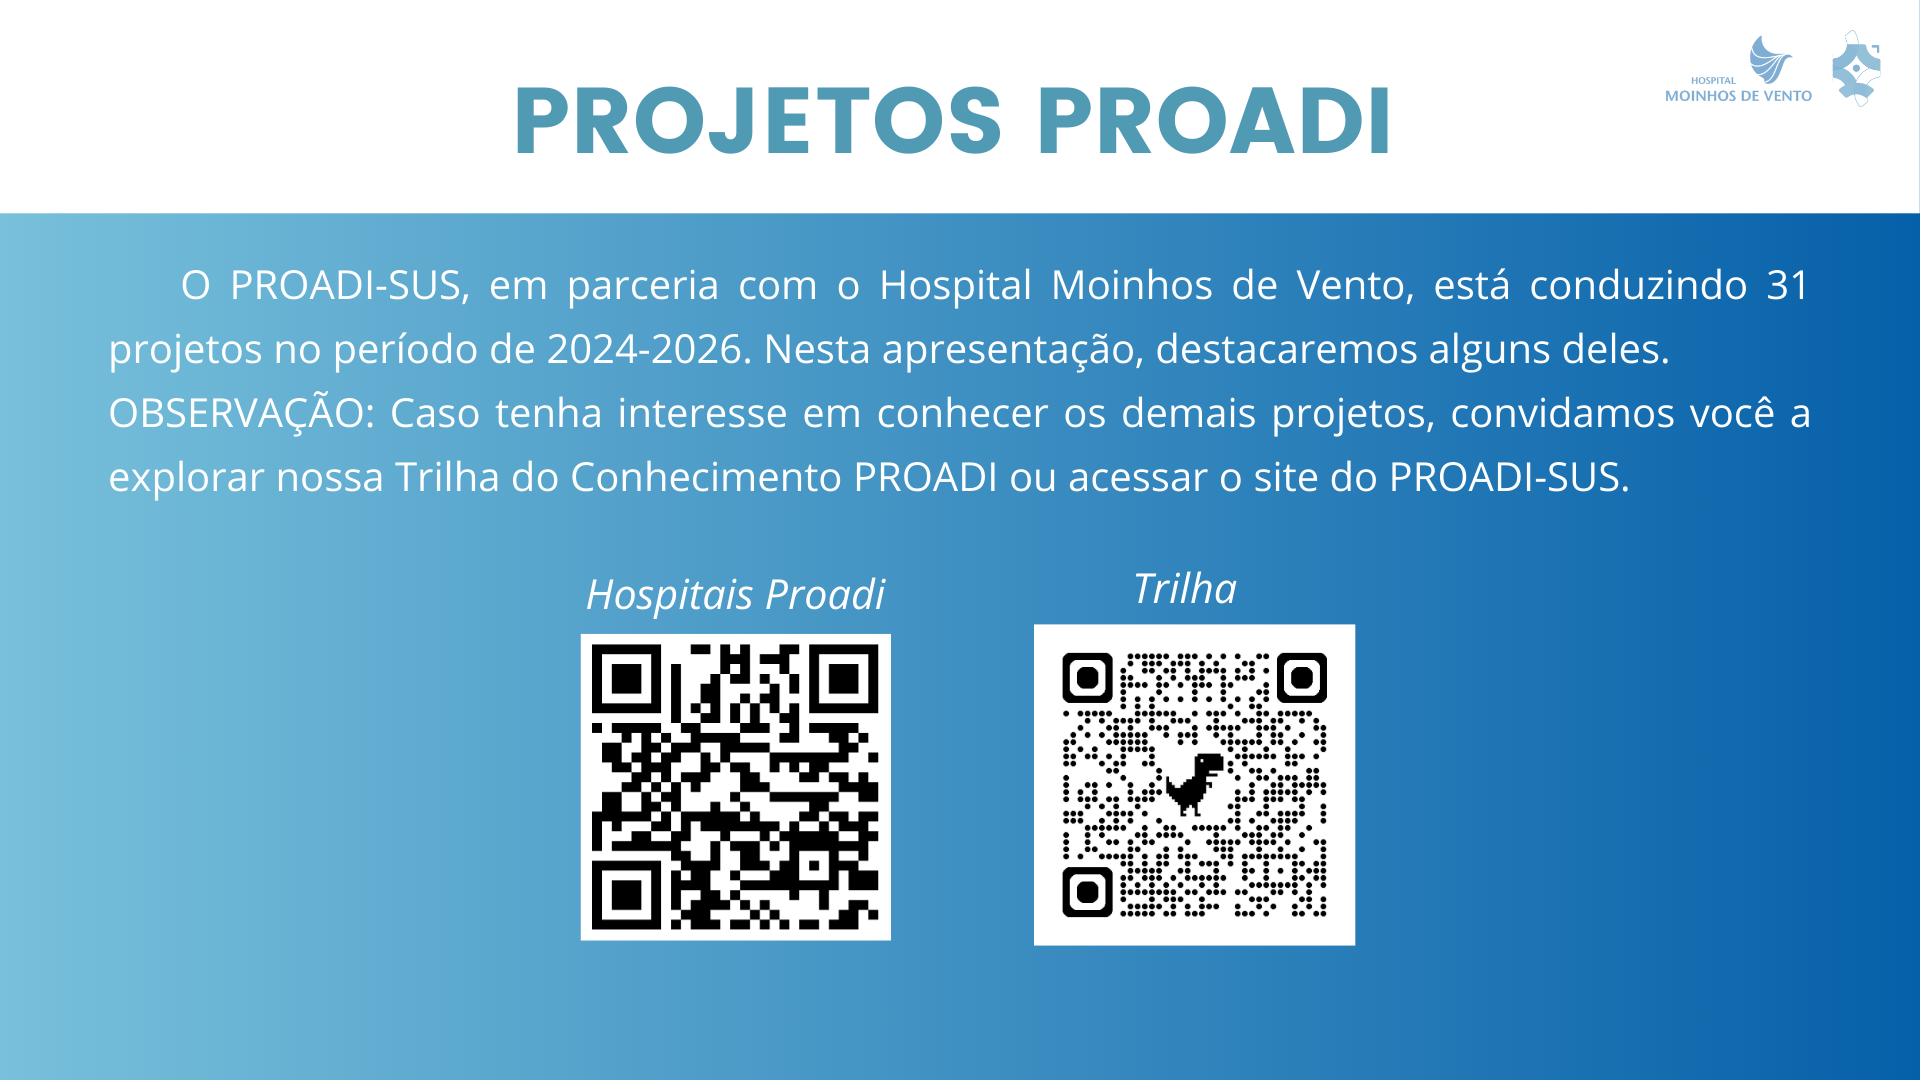 HOSPITAL
MOINHOS DE VENTO
PROJETOS PROADI
O PROADI-SUS, em parceria com o Hospital Moinhos de Vento, está conduzindo 31
projetos no período de 2024-2026. Nesta apresentação, destacaremos alguns deles.
OBSERVAÇÃO: Caso tenha interesse em conhecer os demais projetos, convidamos você a
explorar nossa Trilha do Conhecimento PROADI ou acessar o site do PROADI-SUS.
Hospitais Proadi
Trilha